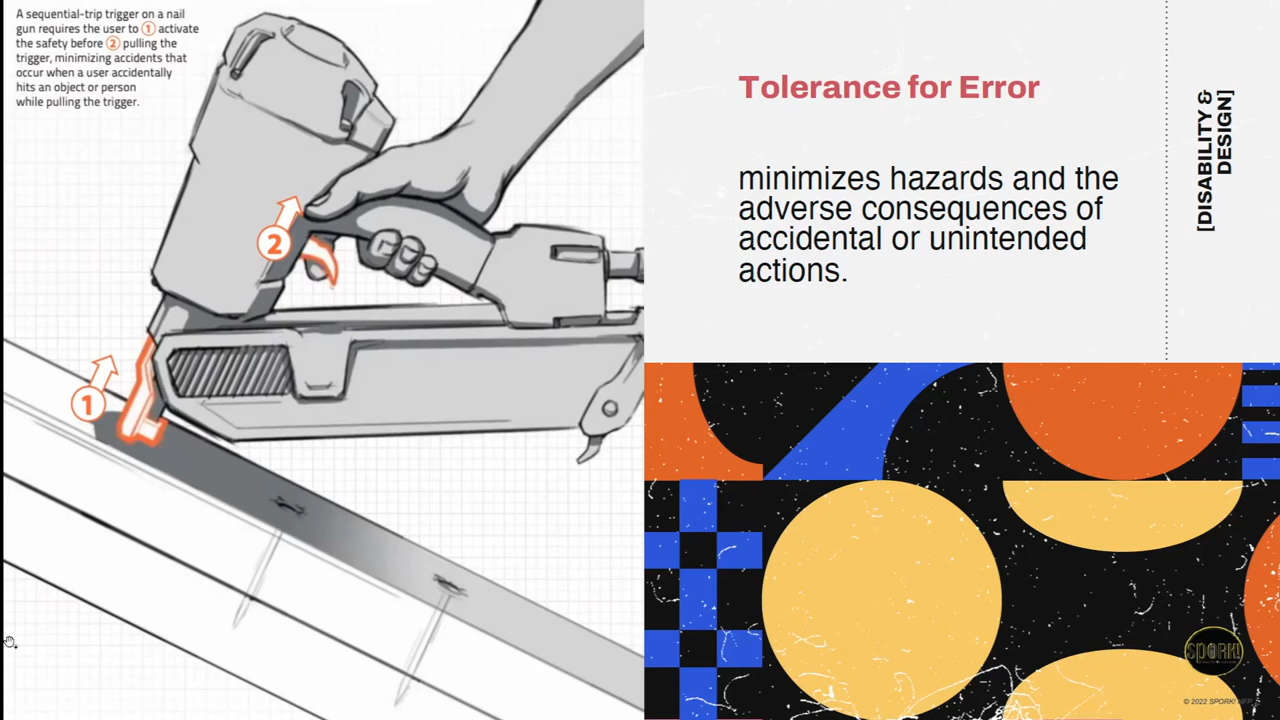 A sequential-trip trigger on a nail
gun requires the user to 1 activate
the safety before 2 pulling the
trigger, minimizing accidents that
occur when a user accidentally
hits an object or person
while pulling the trigger.
2
1
Tolerance for Error
minimizes hazards and the
adverse consequences of
accidental or unintended
actions.
[DISABILITY &
DESIGN]
SPORK!